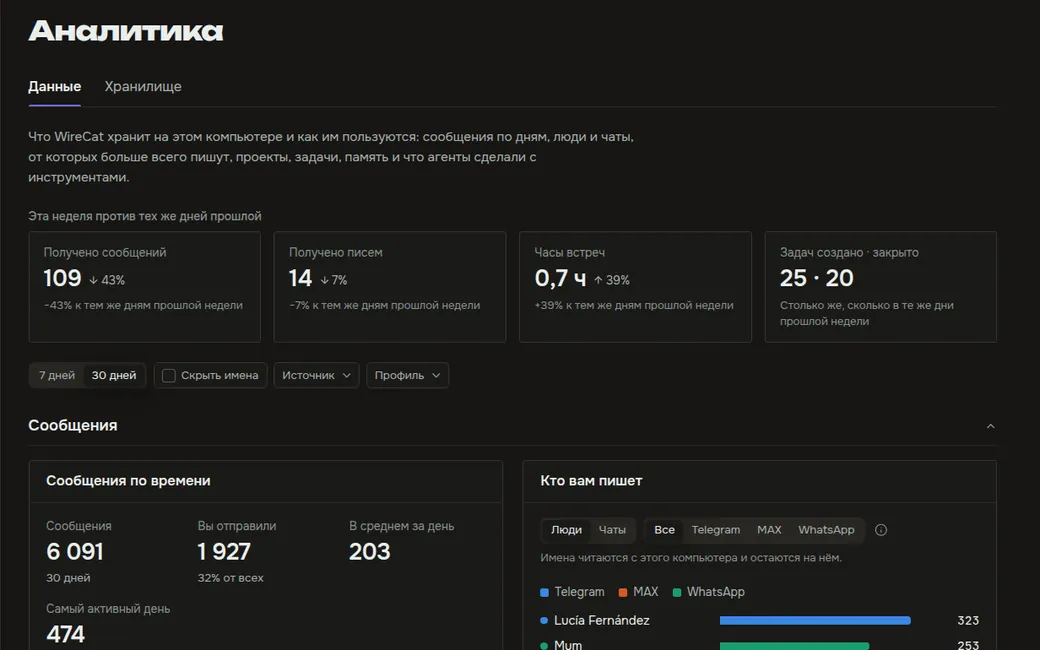 Аналитика
Данные
Хранилище
Что WireCat хранит на этом компьютере и как им пользуются: сообщения по дням, люди и чаты,
от которых больше всего пишут, проекты, задачи, память и что агенты сделали с
инструментами.
Эта неделя против тех же дней прошлой
Получено сообщений
109 ↓ 43%
−43% к тем же дням прошлой недели
Получено писем
14 ↓ 7%
−7% к тем же дням прошлой недели
Часы встреч
0,7 ч ↑ 39%
+39% к тем же дням прошлой недели
Задач создано · закрыто
25 · 20
Столько же, сколько в те же дни
прошлой недели
7 дней
30 дней
Скрыть имена
Источник
Профиль
Сообщения
Сообщения по времени
Сообщения
6 091
30 дней
Вы отправили
1 927
32% от всех
В среднем за день
203
Самый активный день
474
Кто вам пишет
Люди
Чаты
Все
Telegram
MAX
WhatsApp
Имена читаются с этого компьютера и остаются на нём.
Telegram
MAX
WhatsApp
Lucía Fernández 323
Mum 253